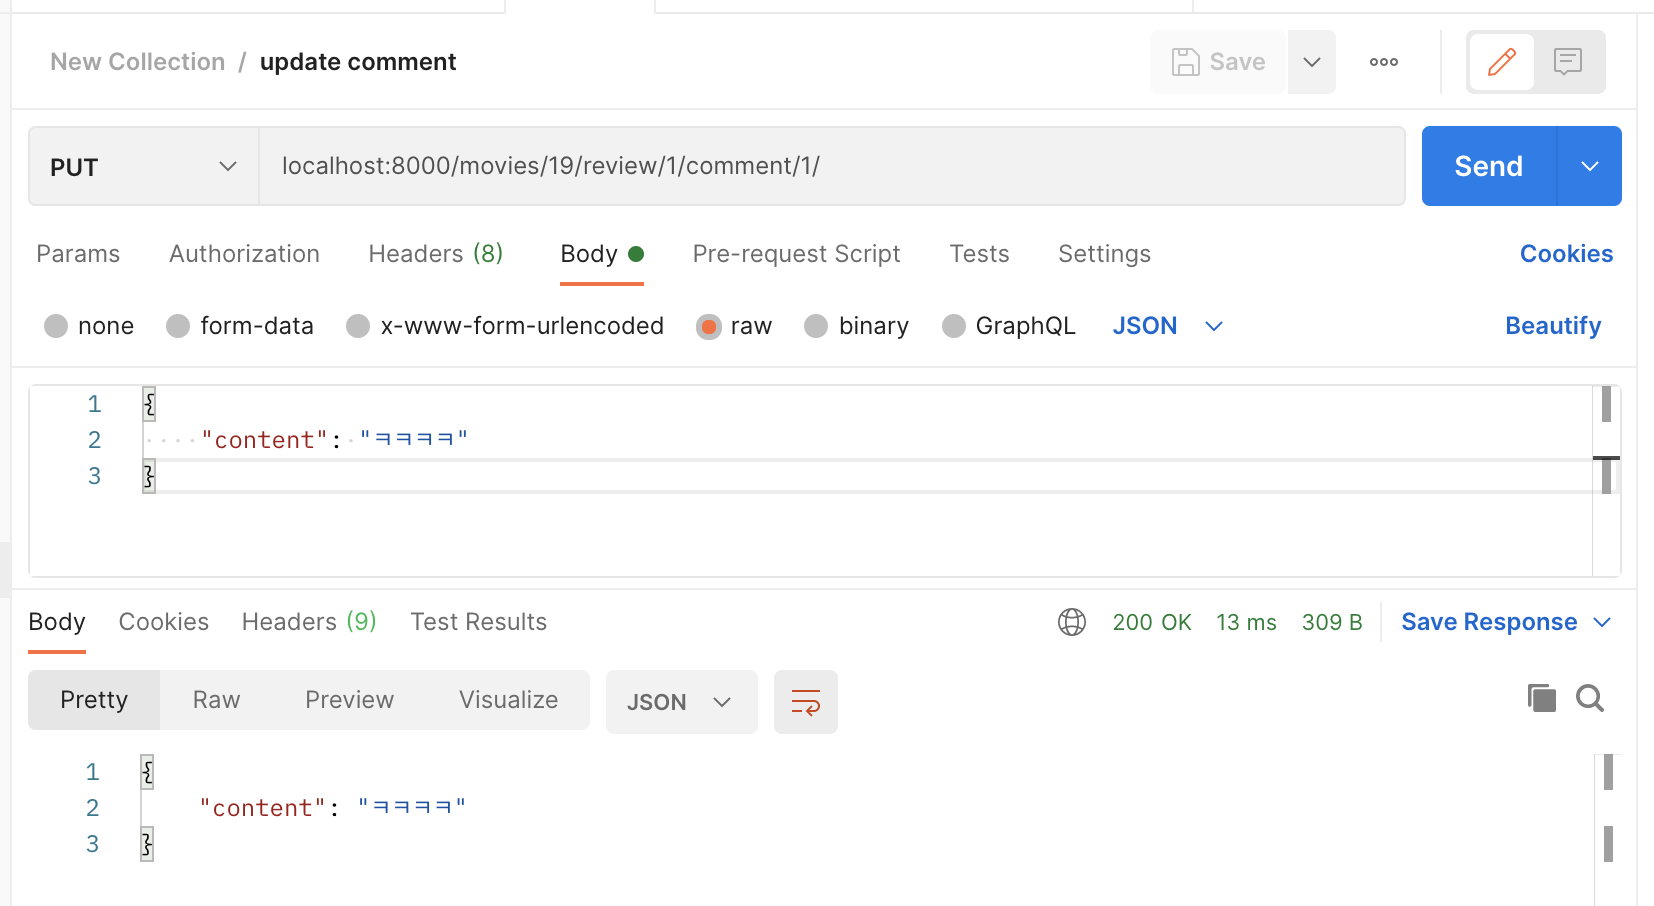 New Collection / update comment
Save
PUT
localhost:8000/movies/19/review/1/comment/1/
Send
Params Authorization Headers (8) Body Pre-request Script Tests Settings Cookies
none form-data x-www-form-urlencoded raw binary GraphQL JSON Beautify
1 {
2 "content": "ㅋㅋㅋㅋ"
3 }
Body Cookies Headers (9) Test Results 200 OK 13 ms 309 B Save Response
Pretty Raw Preview Visualize JSON
1 {
2 "content": "ㅋㅋㅋㅋ"
3 }